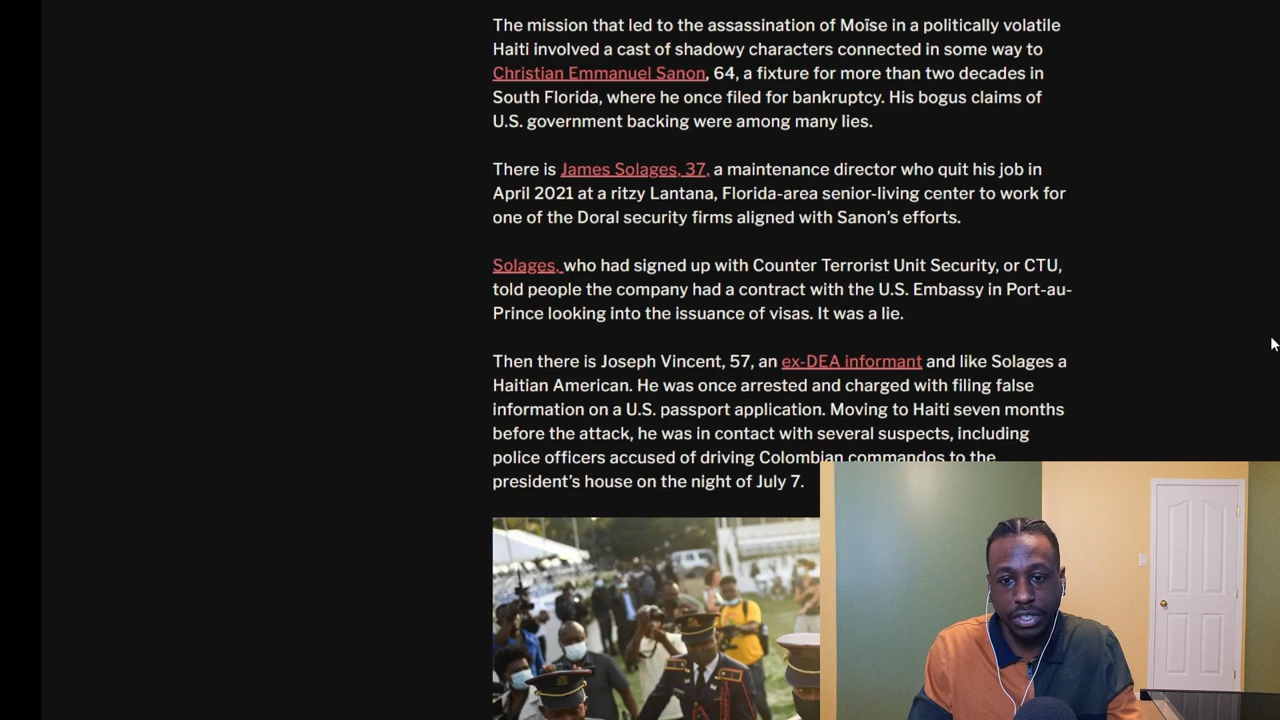 The mission that led to the assassination of Moïse in a politically volatile
Haiti involved a cast of shadowy characters connected in some way to
Christian Emmanuel Sanon, 64, a fixture for more than two decades in
South Florida, where he once filed for bankruptcy. His bogus claims of
U.S. government backing were among many lies.
There is James Solages, 37, a maintenance director who quit his job in
April 2021 at a ritzy Lantana, Florida-area senior-living center to work for
one of the Doral security firms aligned with Sanon’s efforts.
Solages, who had signed up with Counter Terrorist Unit Security, or CTU,
told people the company had a contract with the U.S. Embassy in Port-au-
Prince looking into the issuance of visas. It was a lie.
Then there is Joseph Vincent, 57, an ex-DEA informant and like Solages a
Haitian American. He was once arrested and charged with filing false
information on a U.S. passport application. Moving to Haiti seven months
before the attack, he was in contact with several suspects, including
police officers accused of driving Colombian commandos to the
president’s house on the night of July 7.